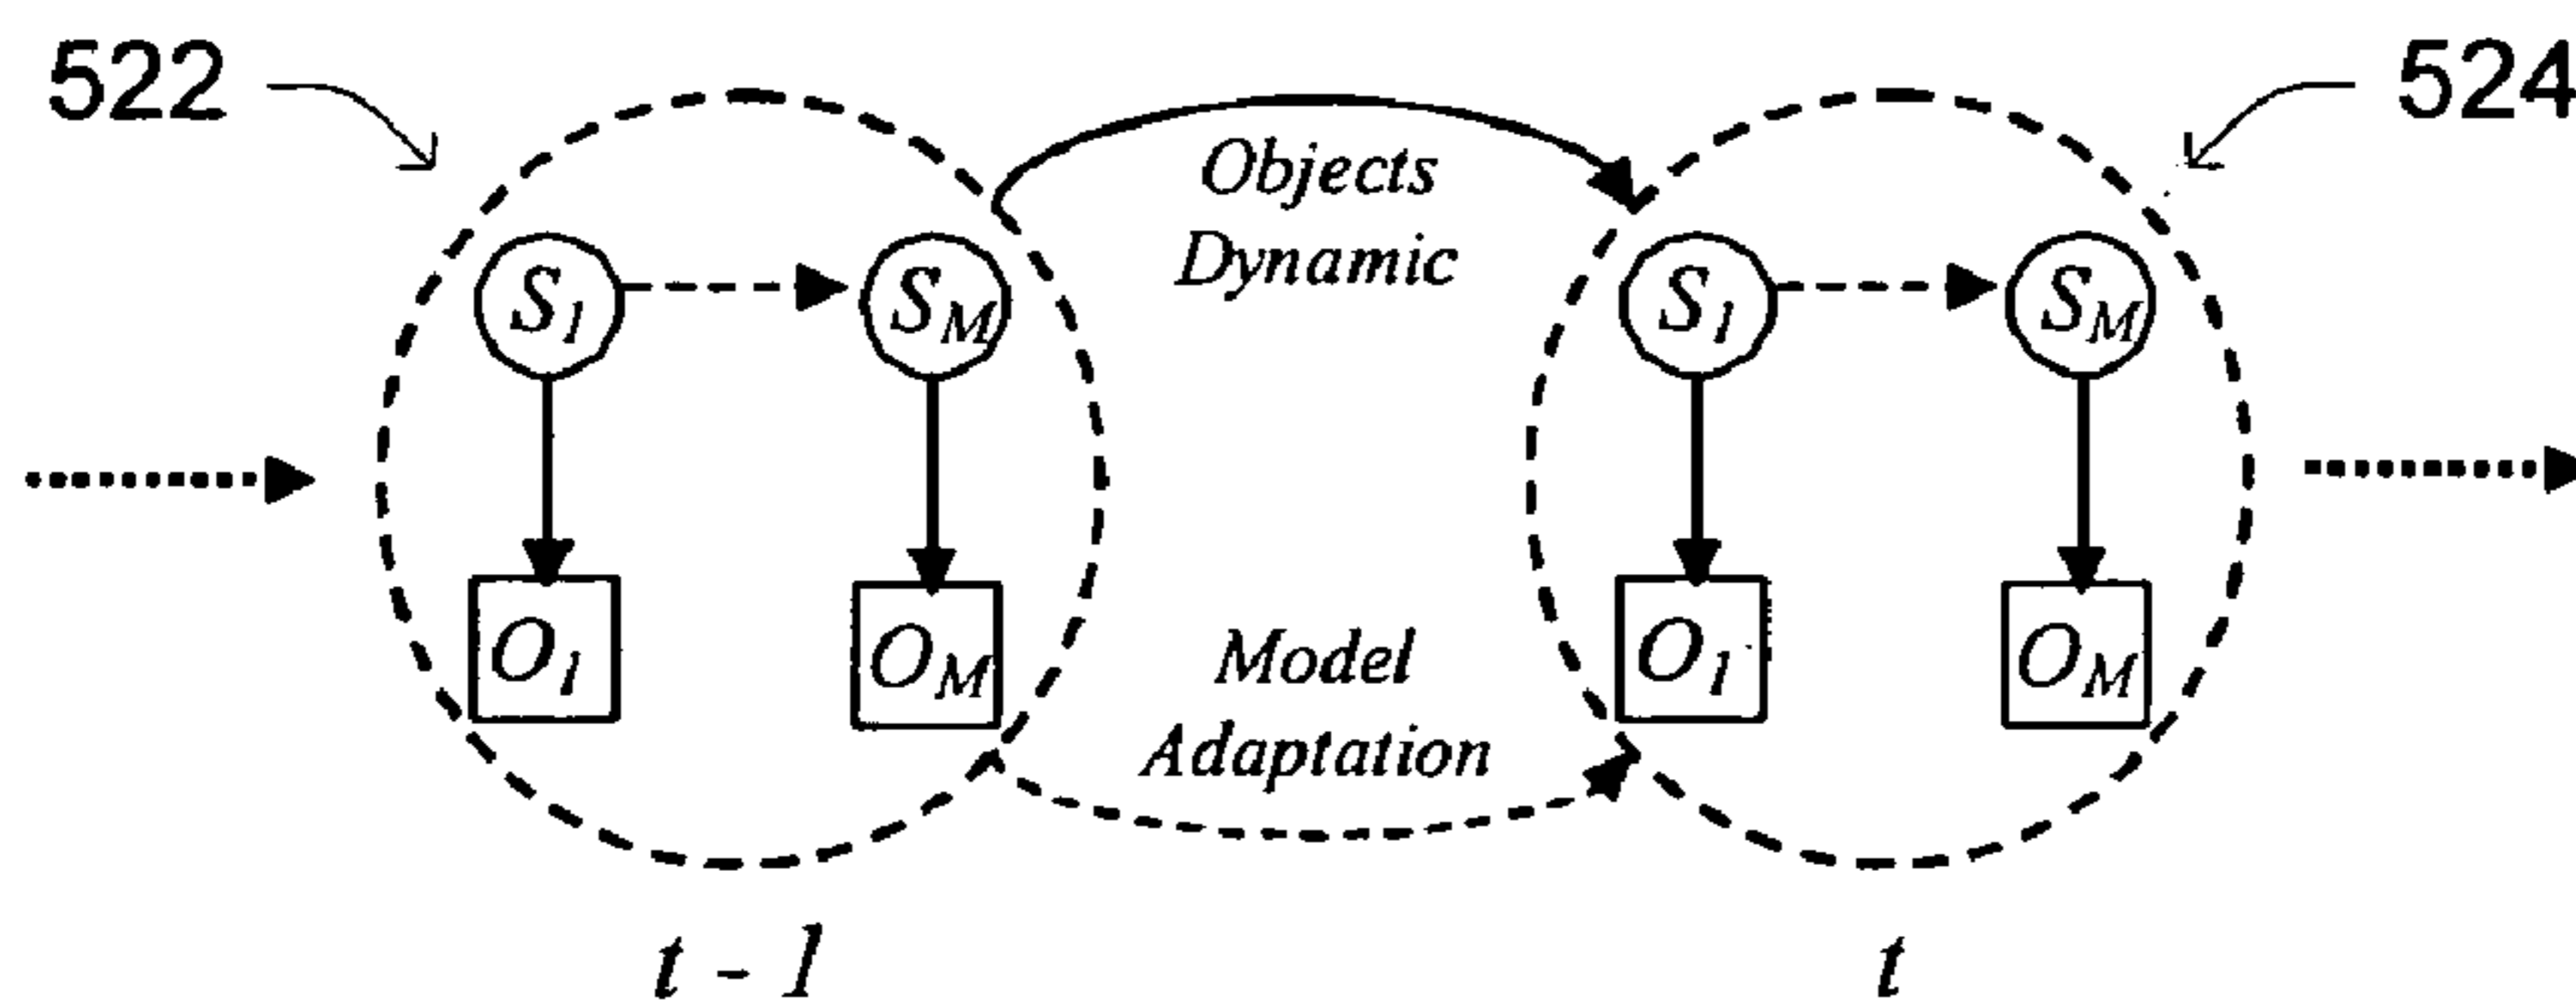 522
524
Objects
Dynamic
S1
SM
S1
SM
O1
OM
Model
Adaptation
O1
OM
t - 1
t